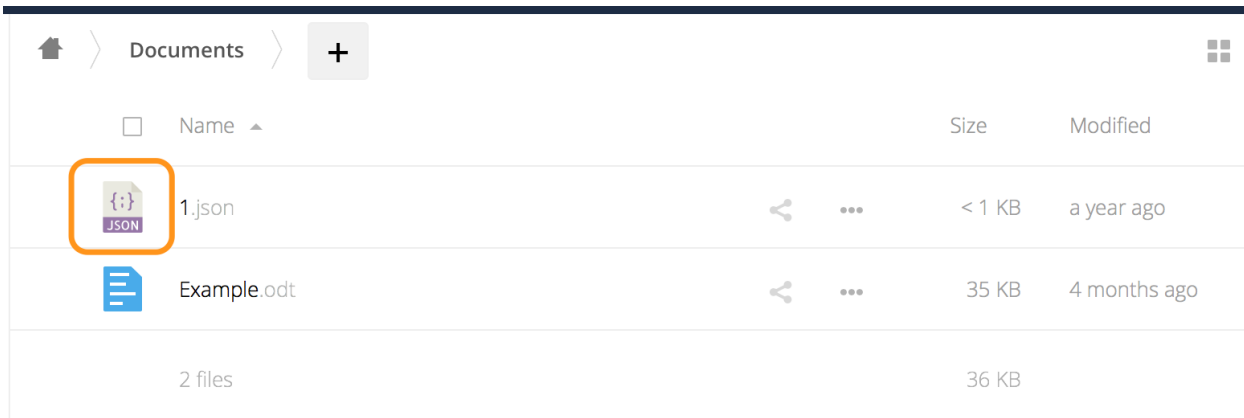 Documents +
Name Size Modified
{:} JSON 1.json ... < 1 KB a year ago
Example.odt ... 35 KB 4 months ago
2 files 36 KB